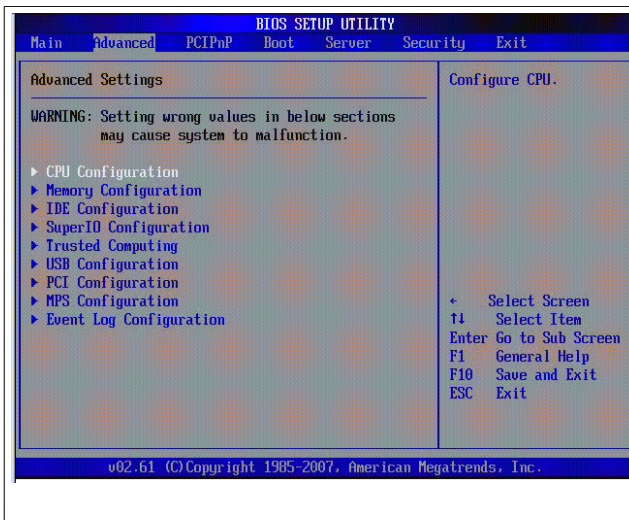 BIOS SETUP UTILITY
Main Advanced PCIPnP Boot Server Security Exit
Advanced Settings
WARNING: Setting wrong values in below sections
may cause system to malfunction.
▶ CPU Configuration
▶ Memory Configuration
▶ IDE Configuration
▶ SuperIO Configuration
▶ Trusted Computing
▶ USB Configuration
▶ PCI Configuration
▶ MPS Configuration
▶ Event Log Configuration
Configure CPU.
← Select Screen
↑↓ Select Item
Enter Go to Sub Screen
F1 General Help
F10 Save and Exit
ESC Exit
v02.61 (C)Copyright 1985-2007, American Megatrends, Inc.